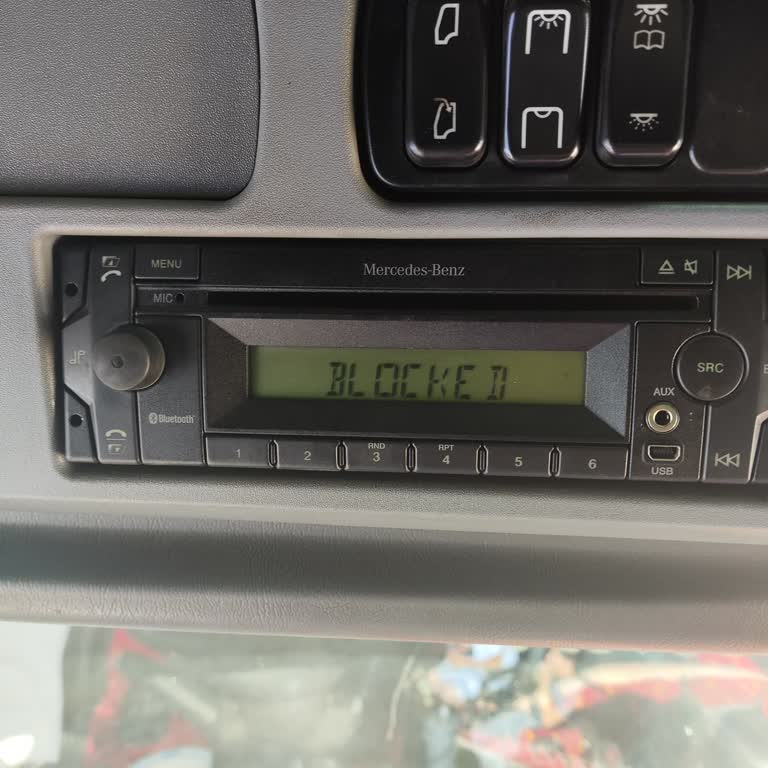 MENU
Mercedes-Benz
MIC
SRC
BLOCKED
AUX
Bluetooth
RND
RPT
1
2
3
4
5
6
USB